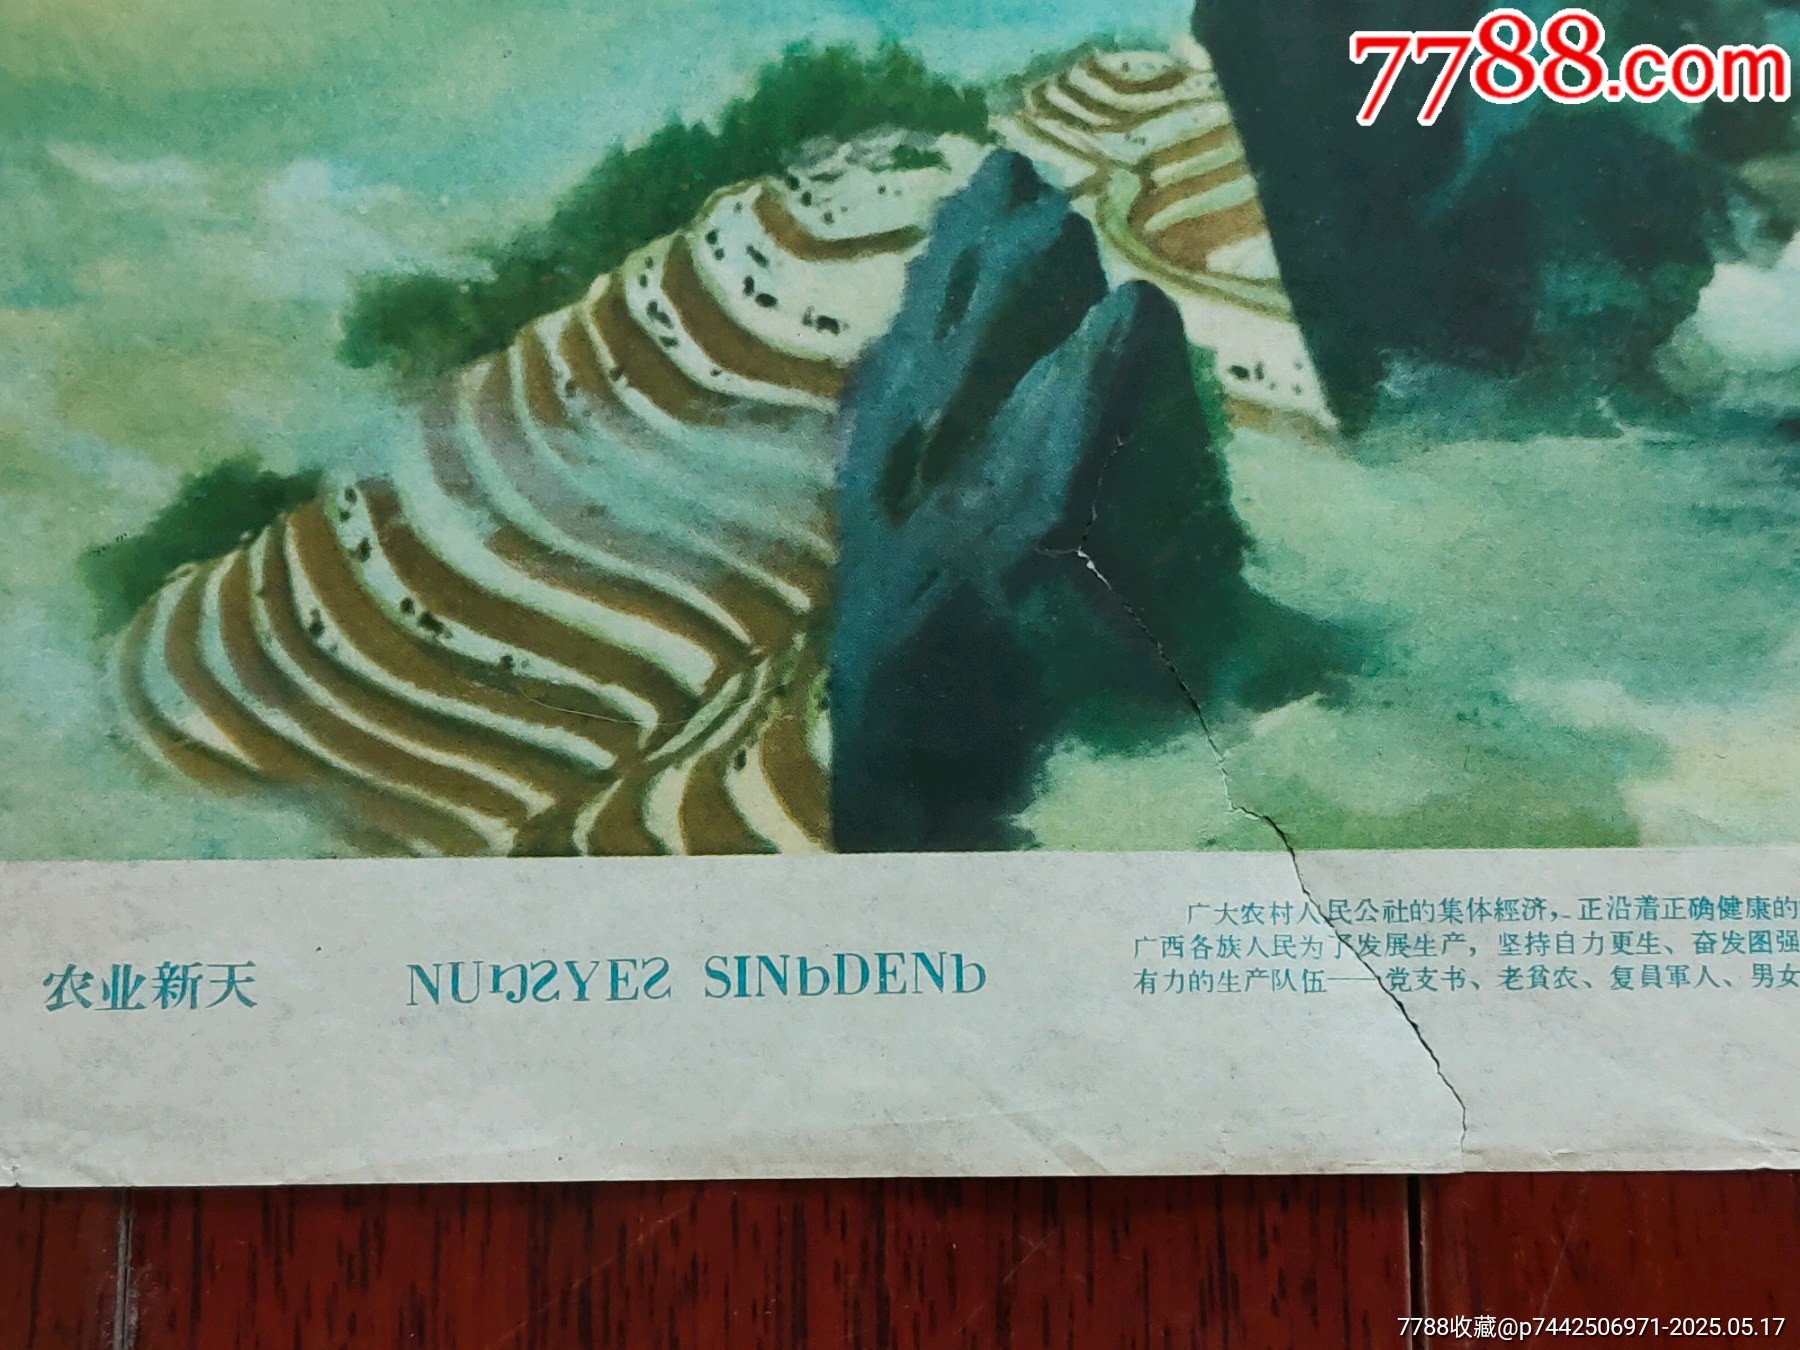 7788.com
农业新天 NUŊƧYEƧ SINƄDENƄ
广大农村人民公社的集体經济，正沿着正确健康的
广西各族人民为了发展生产，坚持自力更生、奋发图强
有力的生产队伍——党支书、老貧农、复員軍人、男女
7788收藏@p7442506971-2025.05.17